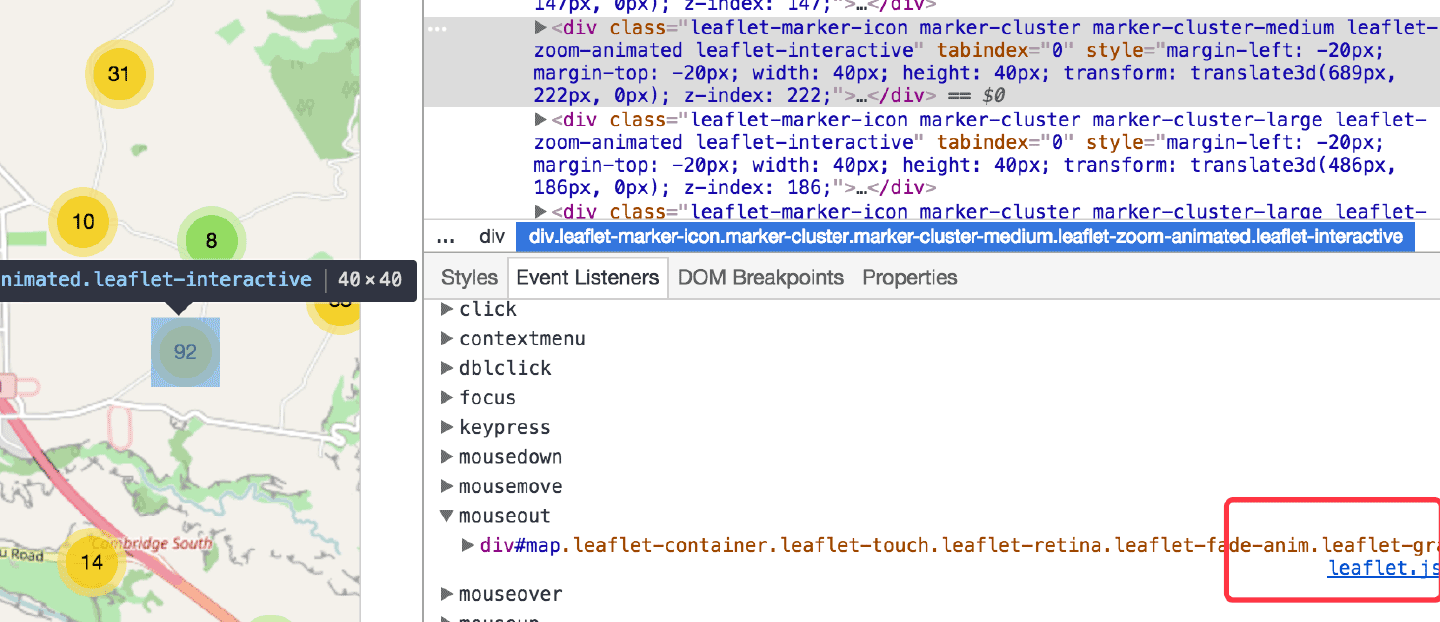 31
10
8
nimated.leaflet-interactive 40×40
92
u Road
Combridge South
14
147px, 0px); z-index: 147;">…</div>
▶<div class="leaflet-marker-icon marker-cluster marker-cluster-medium leaflet-
zoom-animated leaflet-interactive" tabindex="0" style="margin-left: -20px;
margin-top: -20px; width: 40px; height: 40px; transform: translate3d(689px,
222px, 0px); z-index: 222;">…</div> == $0
▶<div class="leaflet-marker-icon marker-cluster marker-cluster-large leaflet-
zoom-animated leaflet-interactive" tabindex="0" style="margin-left: -20px;
margin-top: -20px; width: 40px; height: 40px; transform: translate3d(486px,
186px, 0px); z-index: 186;">…</div>
▶<div class="leaflet-marker-icon marker-cluster marker-cluster-large leaflet-
... div div.leaflet-marker-icon.marker-cluster.marker-cluster-medium.leaflet-zoom-animated.leaflet-interactive
Styles Event Listeners DOM Breakpoints Properties
▶click
▶contextmenu
▶dblclick
▶focus
▶keypress
▶mousedown
▶mousemove
▼mouseout
▶div#map.leaflet-container.leaflet-touch.leaflet-retina.leaflet-fade-anim.leaflet-gra
leaflet.js
▶mouseover
▶mouseup